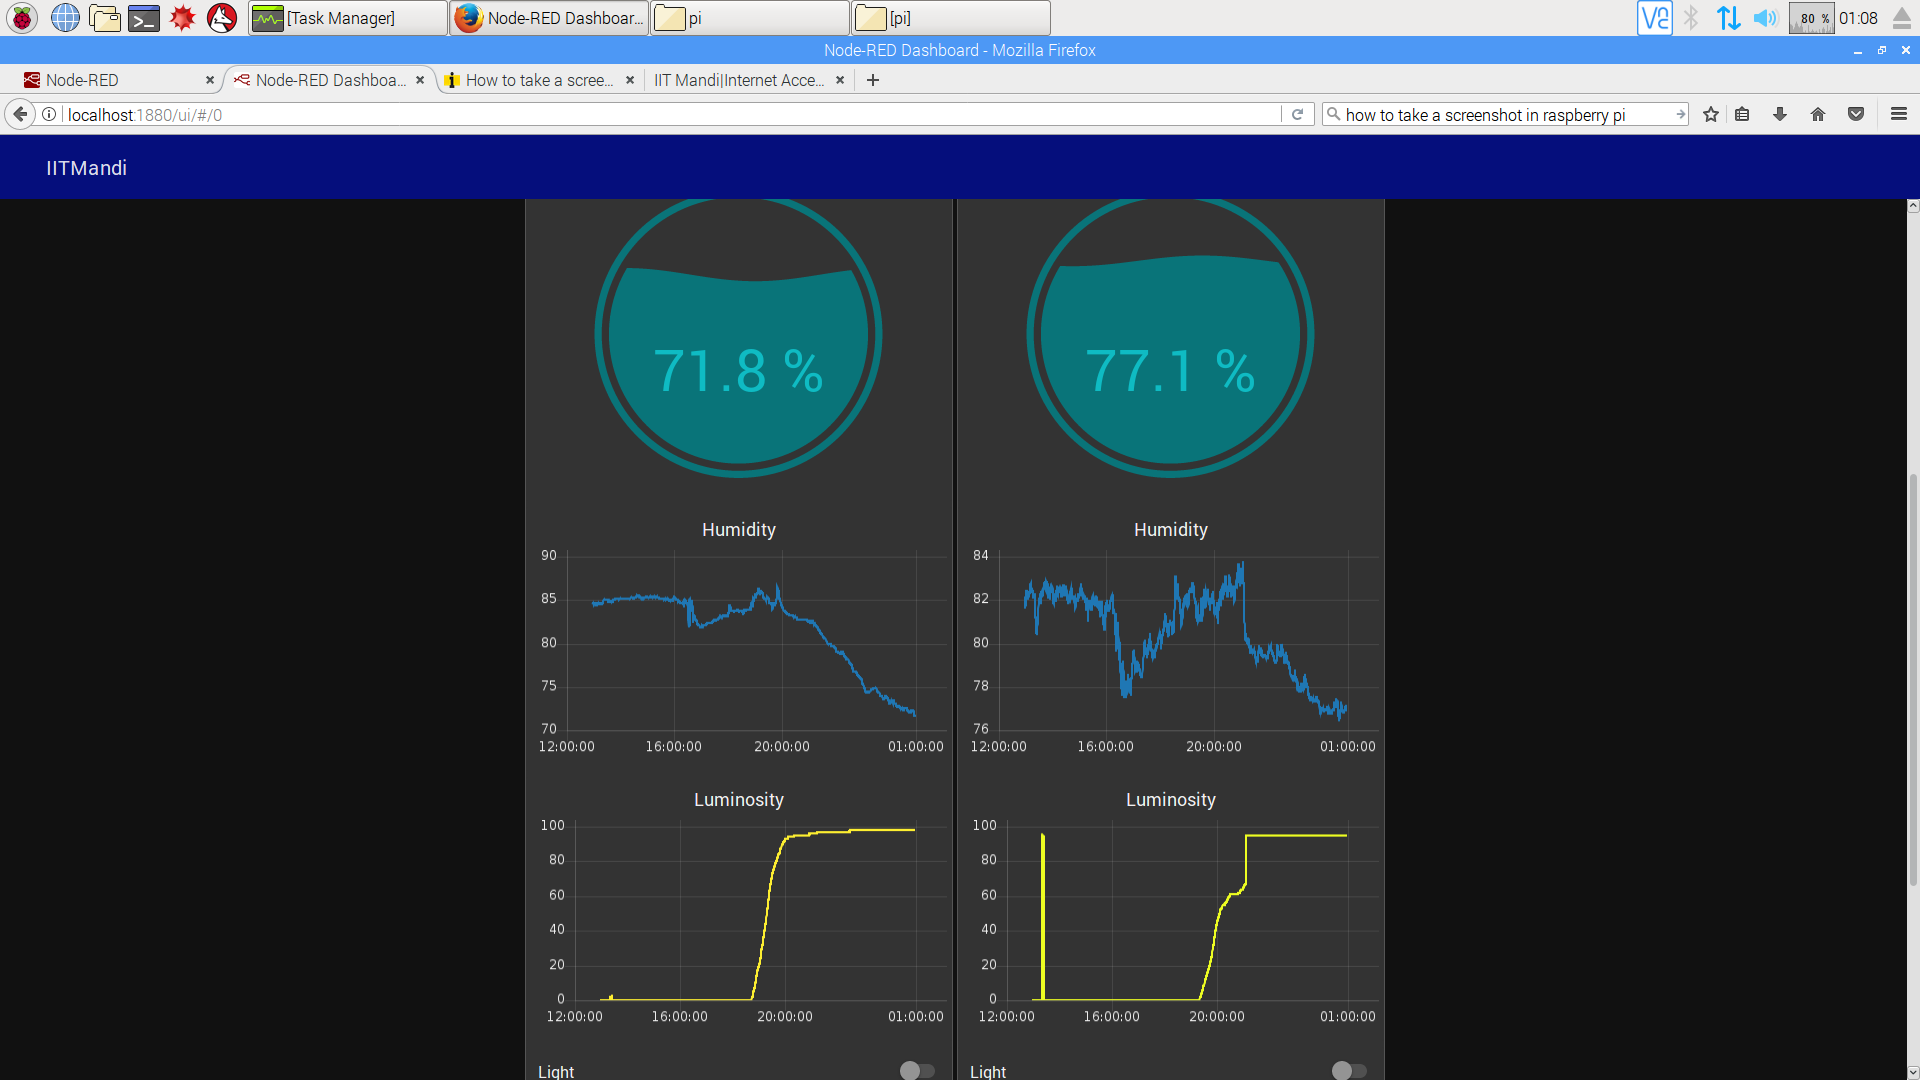 [Task Manager] Node-RED Dashboar... pi [pi] 80 % 01:08
Node-RED Dashboard - Mozilla Firefox
Node-RED Node-RED Dashboa... How to take a scree... IIT Mandi|Internet Acce...
localhost:1880/ui/#/0 how to take a screenshot in raspberry pi
IITMandi
71.8 % 77.1 %
Humidity Humidity
90 84
85 82
80 80
75 78
70 76
12:00:00 16:00:00 20:00:00 01:00:00 12:00:00 16:00:00 20:00:00 01:00:00
Luminosity Luminosity
100 100
80 80
60 60
40 40
20 20
0 0
12:00:00 16:00:00 20:00:00 01:00:00 12:00:00 16:00:00 20:00:00 01:00:00
Light Light